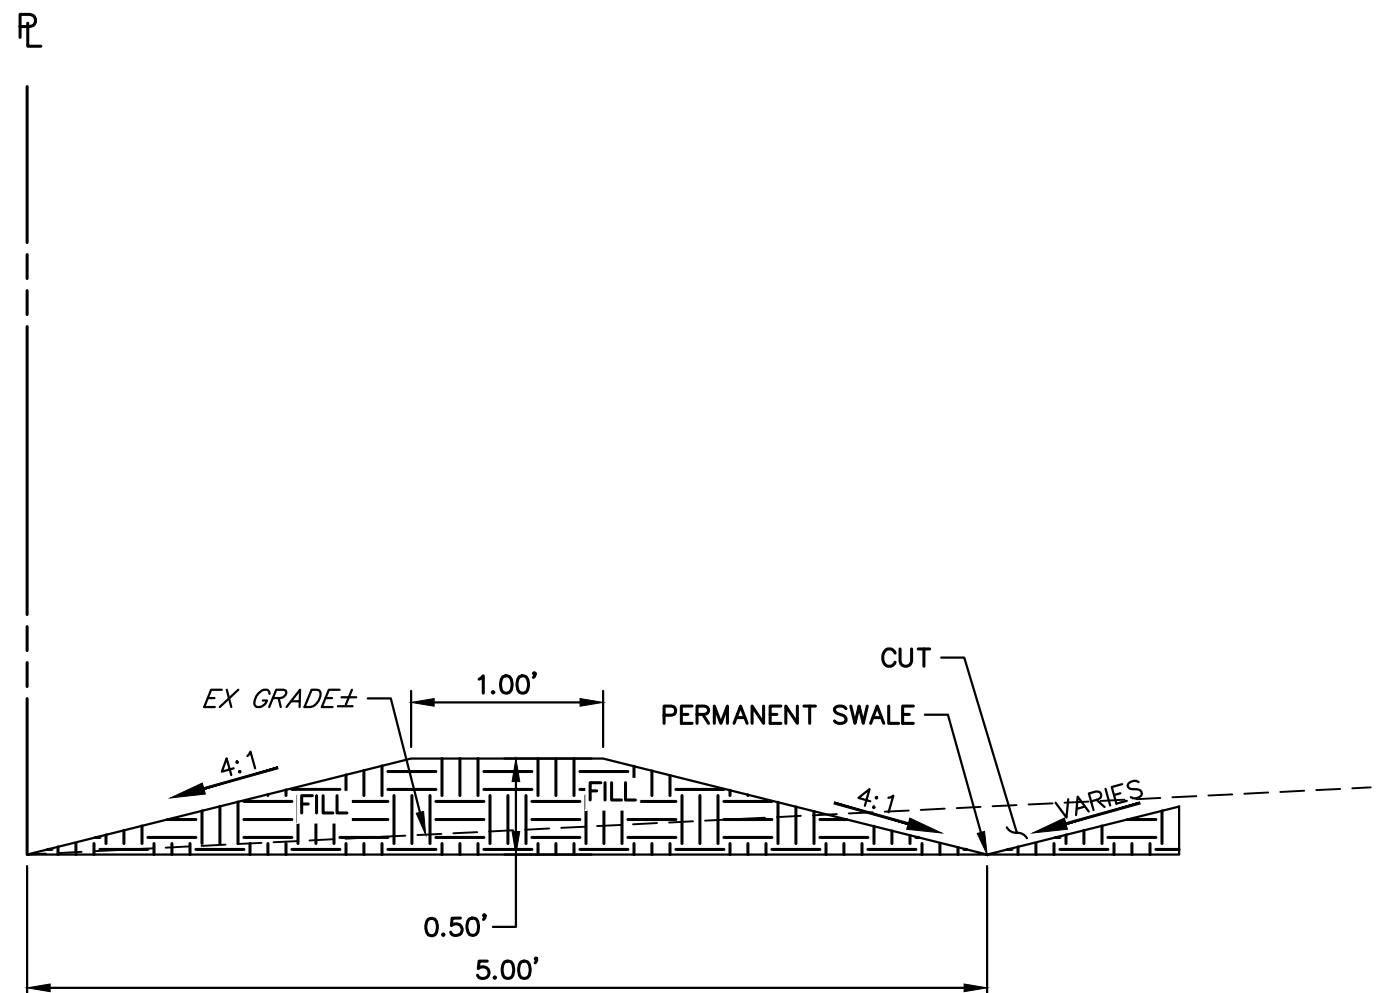 PL
CUT
1.00'
EX GRADE±
PERMANENT SWALE
4:1
FILL
FILL
4:1
VARIES
0.50'
5.00'